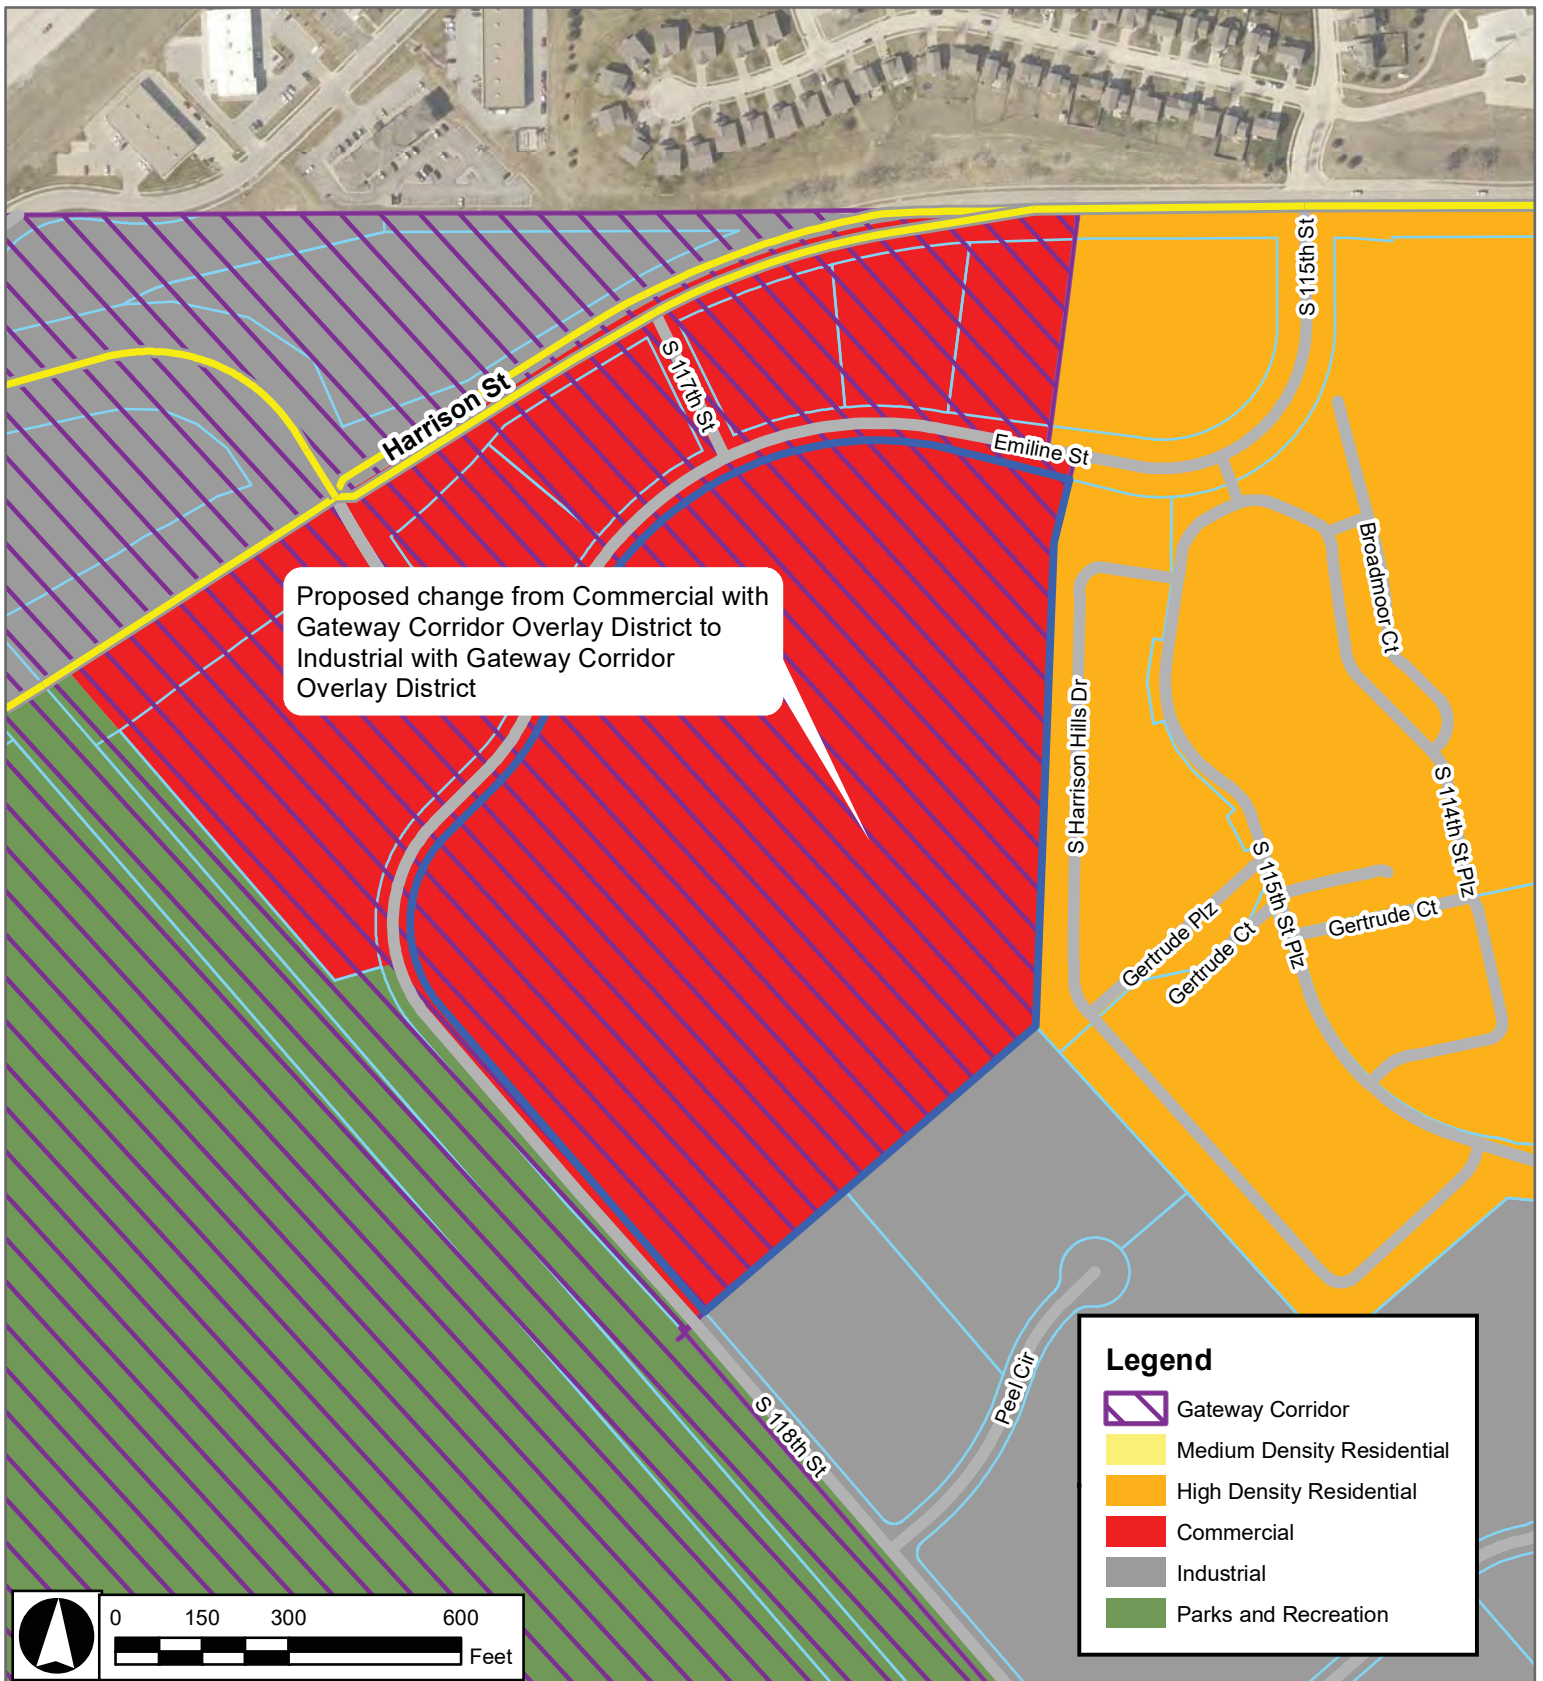 S 115th St
S 117th St
Harrison St
Emiline St
Broadmoor Ct
Proposed change from Commercial with
Gateway Corridor Overlay District to
Industrial with Gateway Corridor
Overlay District
S Harrison Hills Dr
S 114th St Plz
S 115th St Plz
Gertrude Plz
Gertrude Ct
Gertrude Ct
Peel Cir
S 118th St
Legend
Gateway Corridor
Medium Density Residential
High Density Residential
Commercial
Industrial
Parks and Recreation
0 150 300 600
Feet